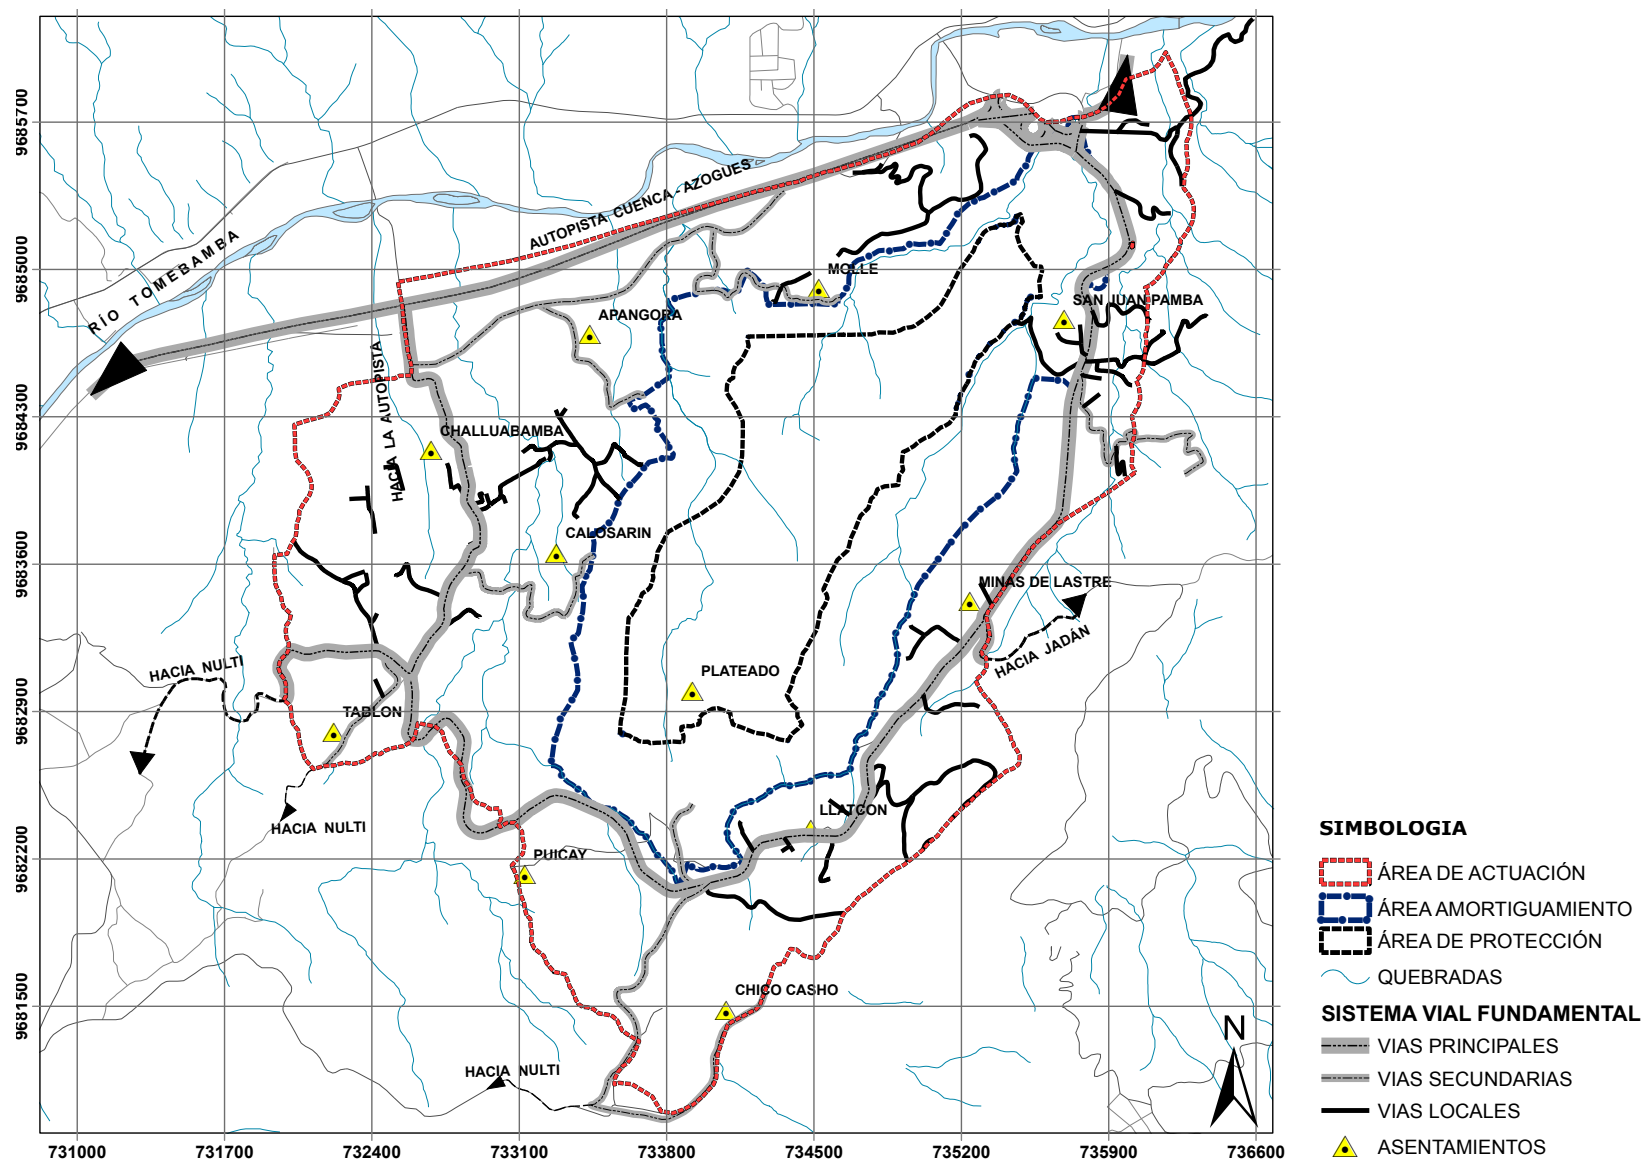 9685700
9685000
9684300
9683600
9682900
9682200
9681500
731000
731700
732400
733100
733800
734500
735200
735900
736600
RÍO TOMEBAMBA
AUTOPISTA CUENCA - AZOGUES
MOLLE
SAN JUAN PAMBA
APANGORA
HACIA LA AUTOPISTA
CHALLUABAMBA
CALOSARIN
MINAS DE LASTRE
HACIA JADÁN
HACIA NULTI
PLATEADO
TABLON
LLATCON
HACIA NULTI
PUICAY
CHICO CASHO
HACIA NULTI
N
SIMBOLOGIA
ÁREA DE ACTUACIÓN
ÁREA AMORTIGUAMIENTO
ÁREA DE PROTECCIÓN
QUEBRADAS
SISTEMA VIAL FUNDAMENTAL
VIAS PRINCIPALES
VIAS SECUNDARIAS
VIAS LOCALES
ASENTAMIENTOS